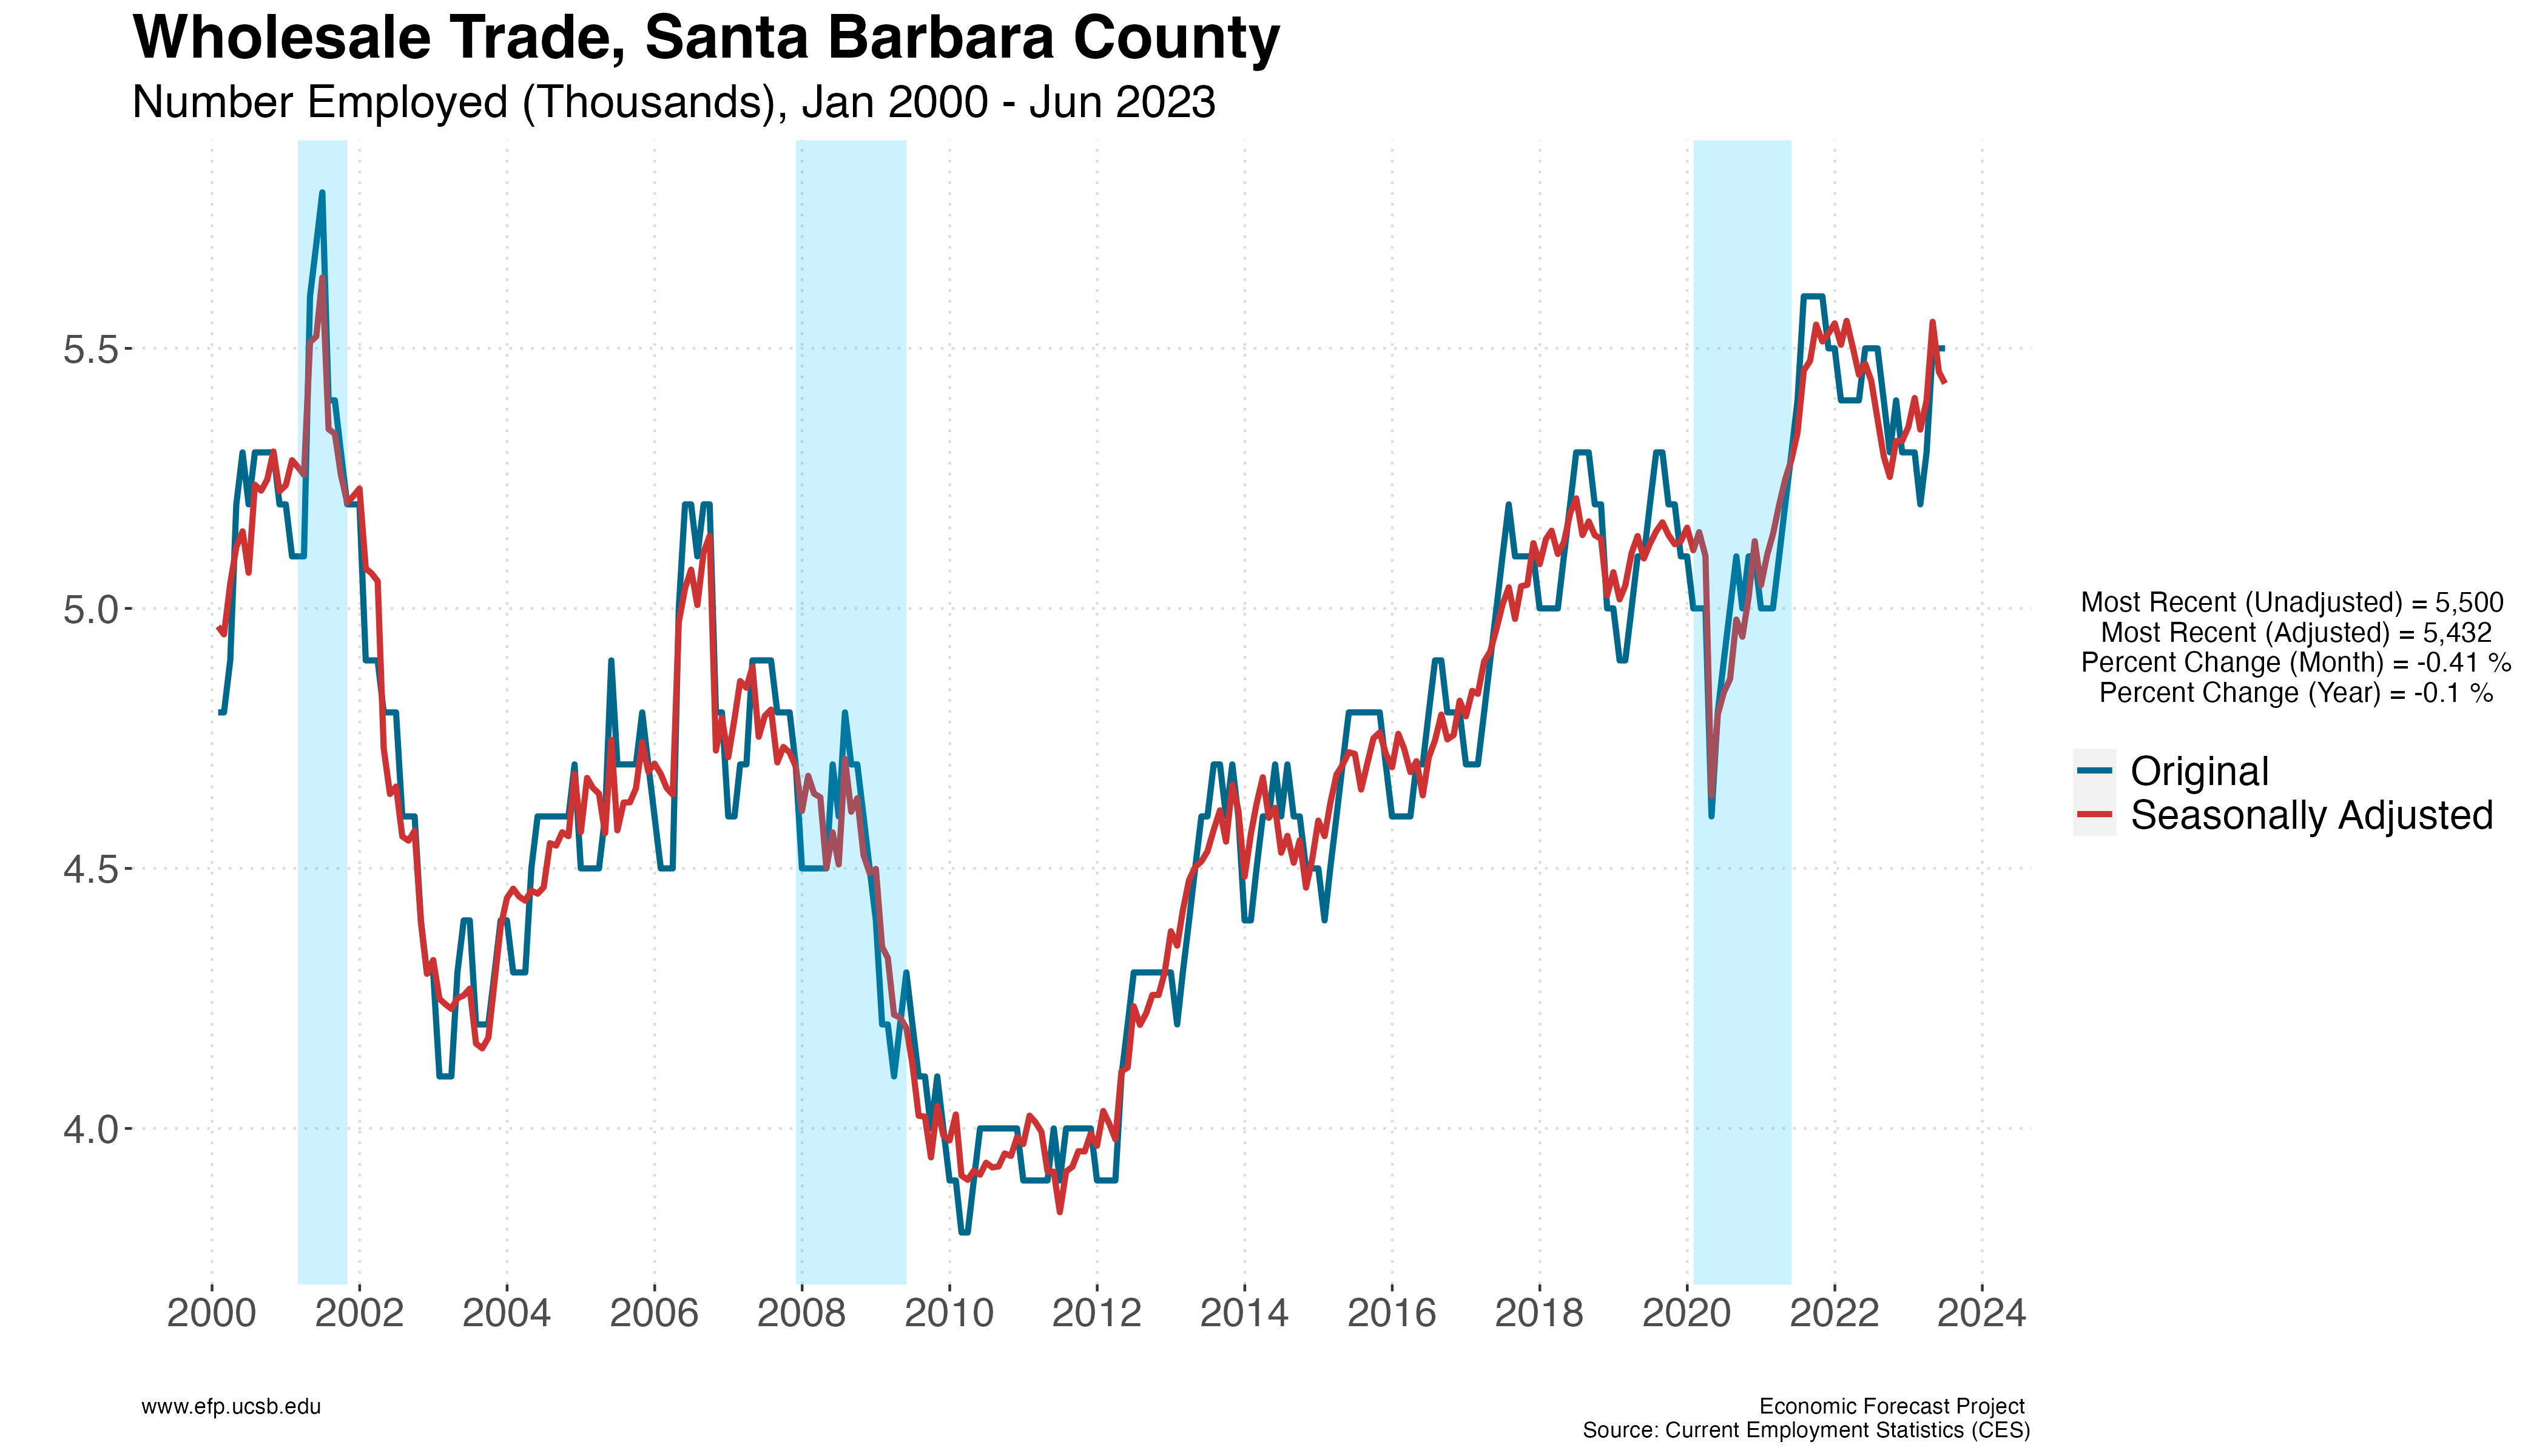 Wholesale Trade, Santa Barbara County
Number Employed (Thousands), Jan 2000 - Jun 2023
5.5
5.0
4.5
4.0
2000 2002 2004 2006 2008 2010 2012 2014 2016 2018 2020 2022 2024
Most Recent (Unadjusted) = 5,500
Most Recent (Adjusted) = 5,432
Percent Change (Month) = -0.41 %
Percent Change (Year) = -0.1 %
Original
Seasonally Adjusted
www.efp.ucsb.edu
Economic Forecast Project
Source: Current Employment Statistics (CES)